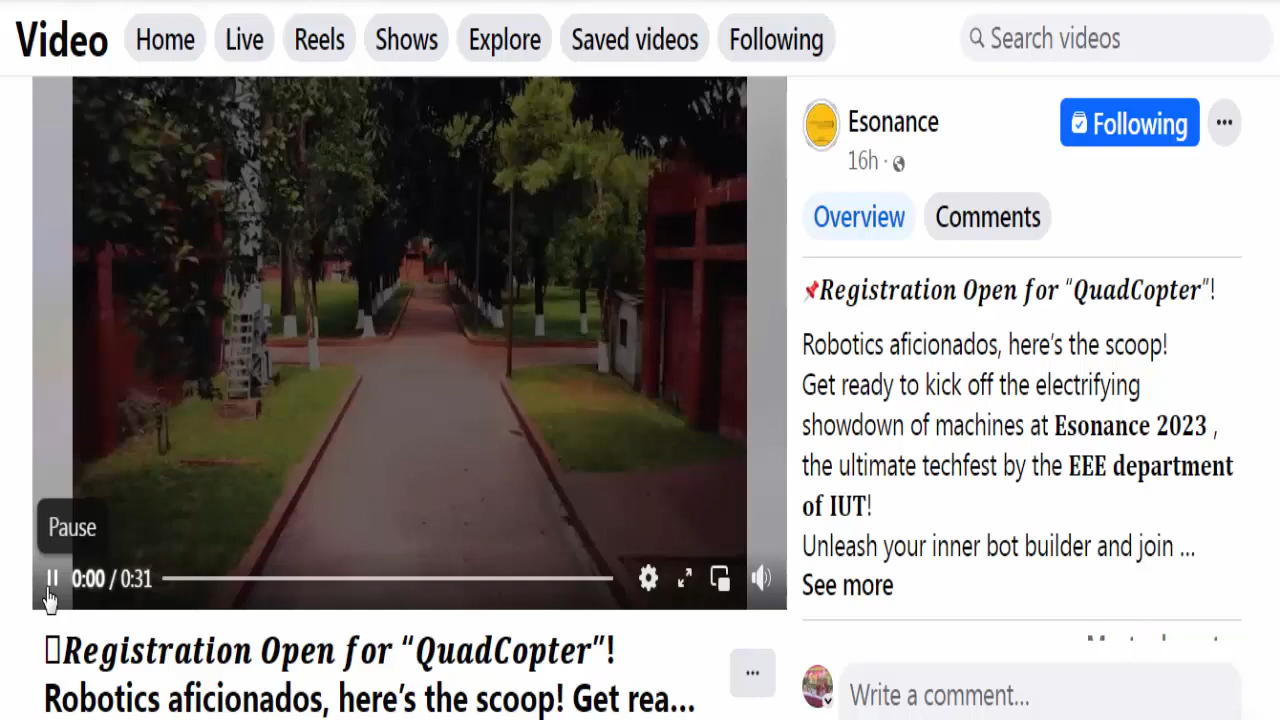 Video Home Live Reels Shows Explore Saved videos Following Search videos
Esonance
Following
16h ·
Overview Comments
📌Registration Open for “QuadCopter”!
Robotics aficionados, here’s the scoop!
Get ready to kick off the electrifying
showdown of machines at Esonance 2023 ,
the ultimate techfest by the EEE department
of IUT!
Unleash your inner bot builder and join ...
See more
Pause
0:00 / 0:31
Registration Open for “QuadCopter”!
Robotics aficionados, here’s the scoop! Get rea...
Write a comment...